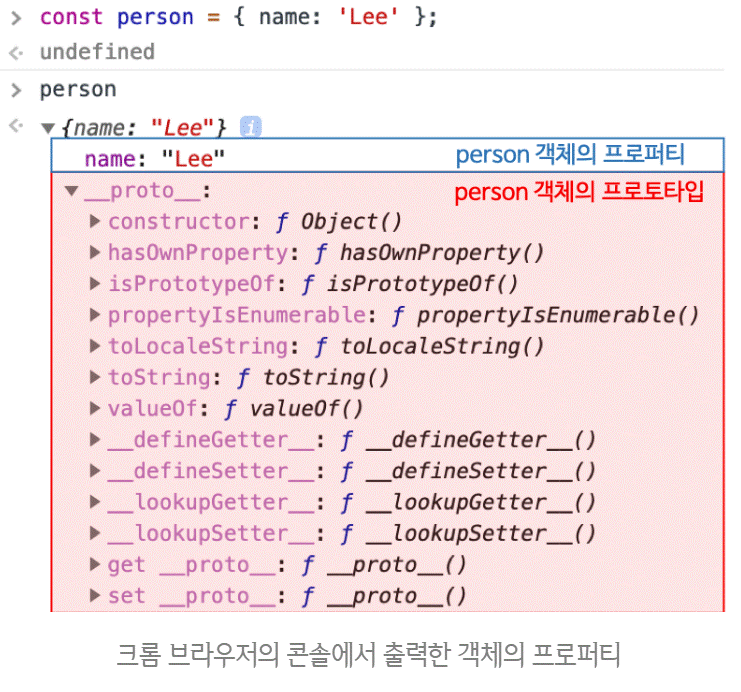 > const person = { name: 'Lee' };
<· undefined
> person
<· ▼{name: "Lee"} i
name: "Lee" person 객체의 프로퍼티
▼__proto__: person 객체의 프로토타입
▶constructor: ƒ Object()
▶hasOwnProperty: ƒ hasOwnProperty()
▶isPrototypeOf: ƒ isPrototypeOf()
▶propertyIsEnumerable: ƒ propertyIsEnumerable()
▶toLocaleString: ƒ toLocaleString()
▶toString: ƒ toString()
▶valueOf: ƒ valueOf()
▶__defineGetter__: ƒ __defineGetter__()
▶__defineSetter__: ƒ __defineSetter__()
▶__lookupGetter__: ƒ __lookupGetter__()
▶__lookupSetter__: ƒ __lookupSetter__()
▶get __proto__: ƒ __proto__()
▶set __proto__: ƒ __proto__()
크롬 브라우저의 콘솔에서 출력한 객체의 프로퍼티